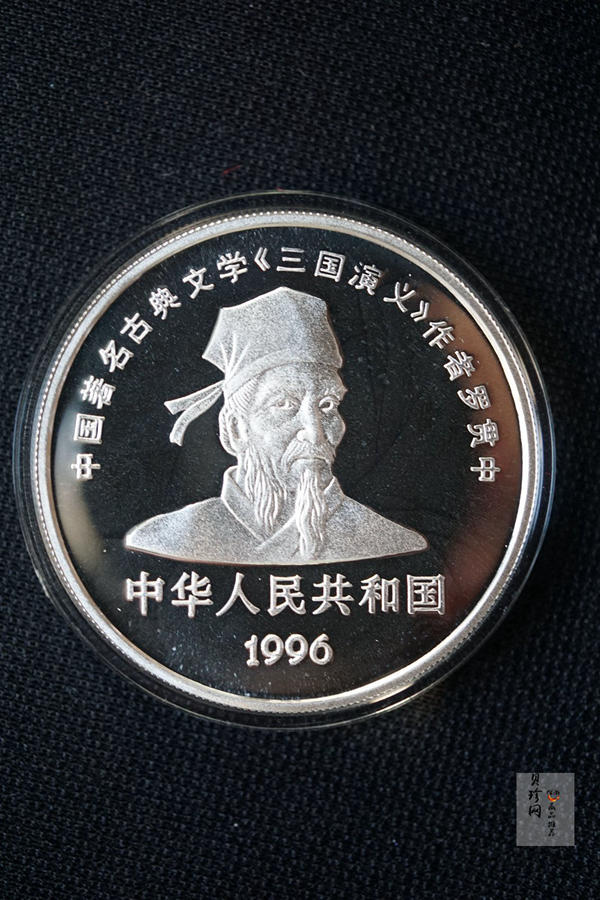 中国著名古典文学《三国演义》作者罗贯中
中华人民共和国
1996
贝珍网